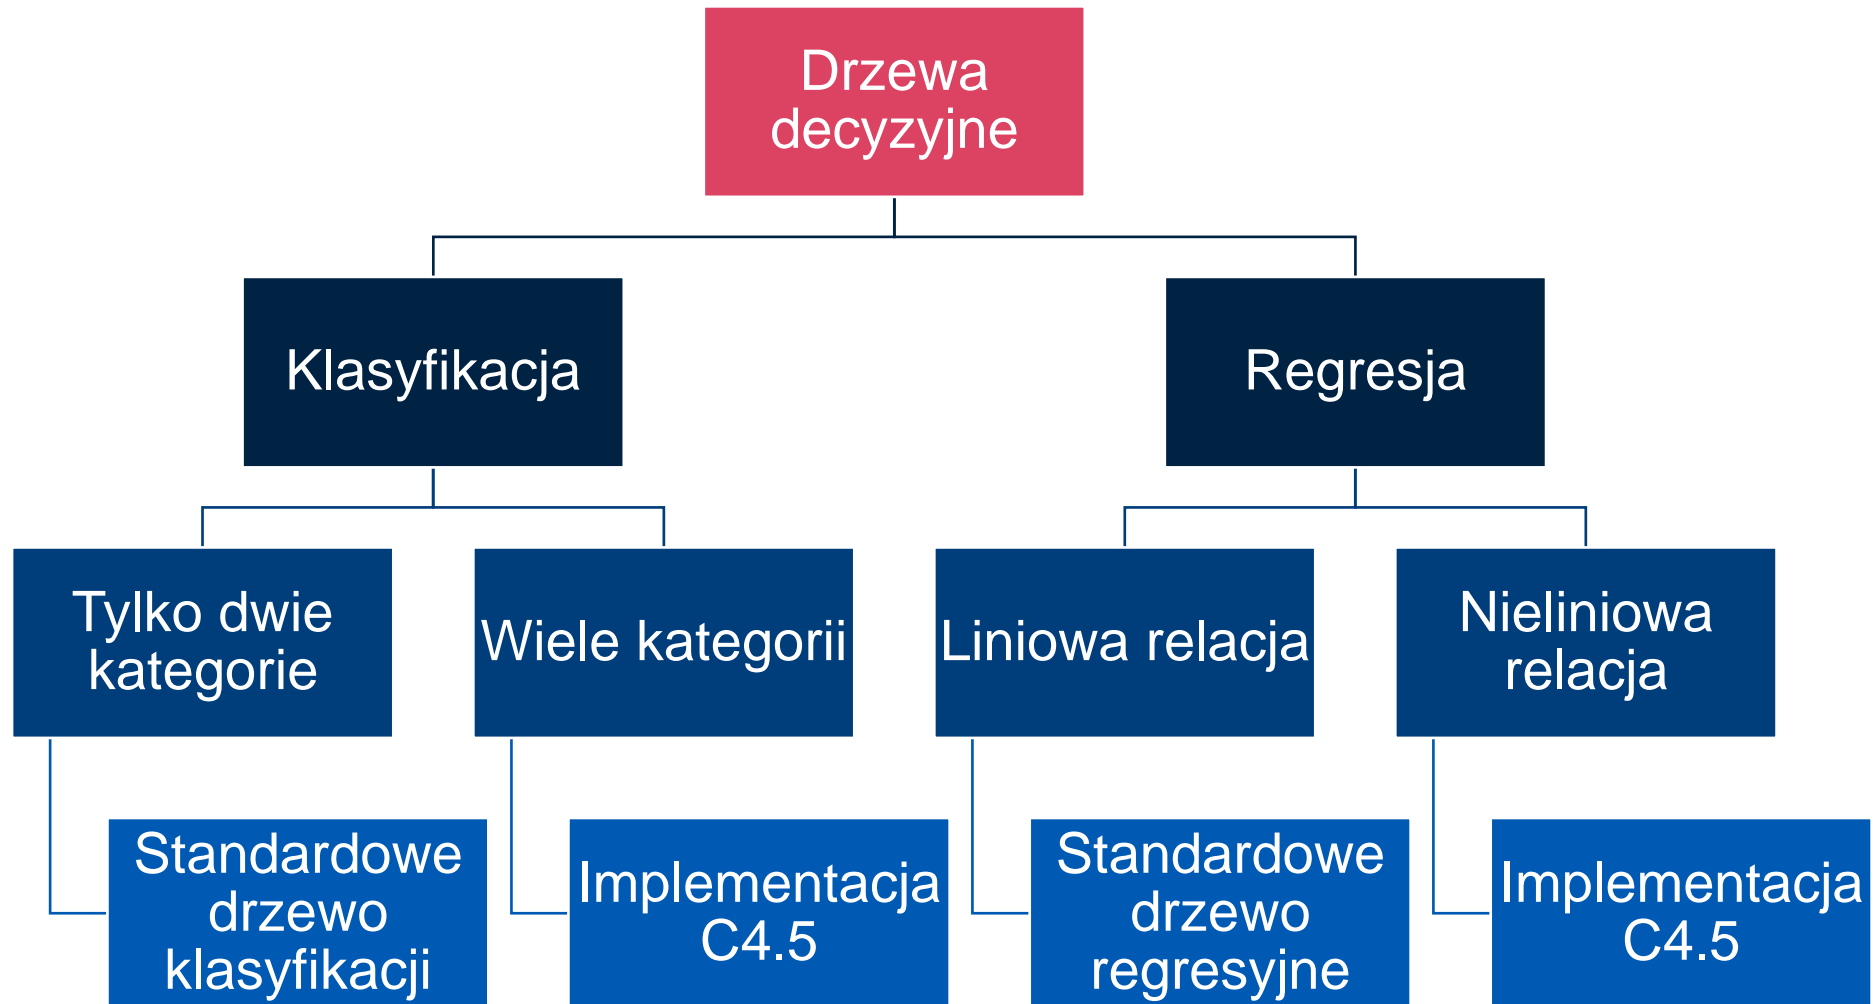 Drzewa
decyzyjne
Klasyfikacja
Regresja
Tylko dwie
kategorie
Wiele kategorii
Liniowa relacja
Nieliniowa
relacja
Standardowe
drzewo
klasyfikacji
Implementacja
C4.5
Standardowe
drzewo
regresyjne
Implementacja
C4.5